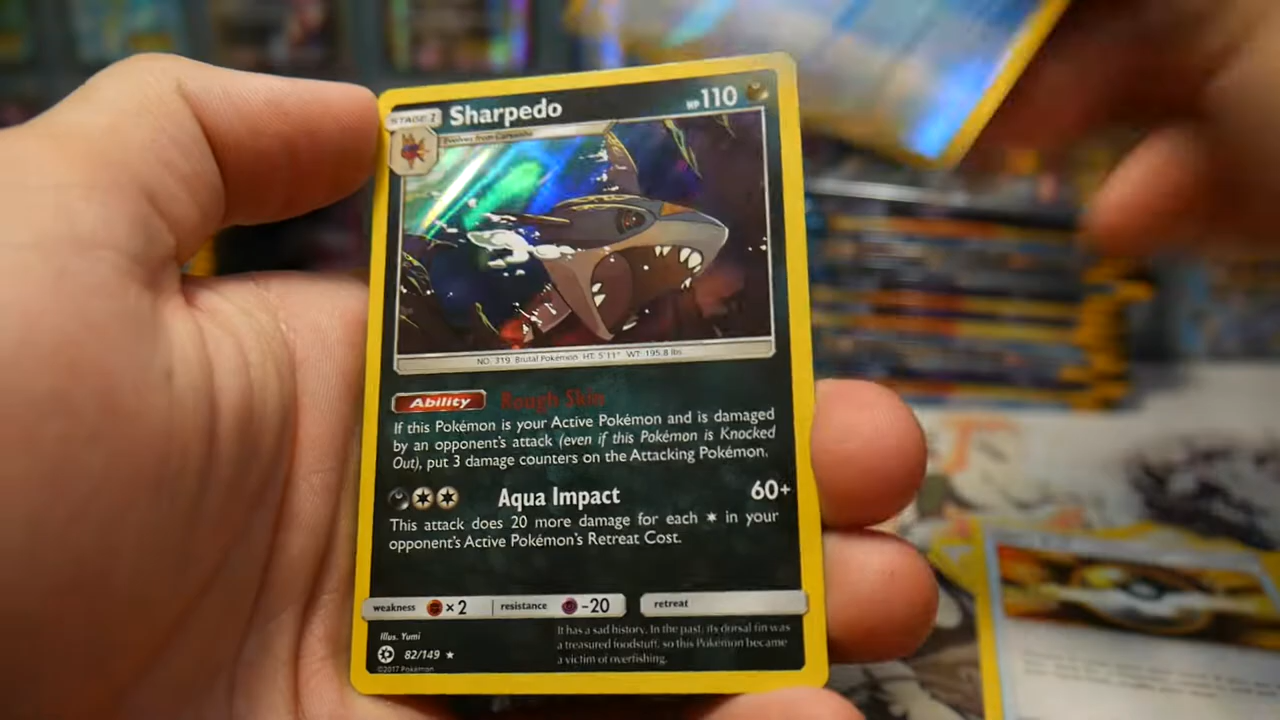 STAGE 1
Sharpedo
HP 110
Evolves from Carvanha
NO. 319 Brutal Pokémon HT: 5'11" WT: 195.8 lbs
Ability Rough Skin
If this Pokémon is your Active Pokémon and is damaged
by an opponent's attack (even if this Pokémon is Knocked
Out), put 3 damage counters on the Attacking Pokémon.
Aqua Impact 60+
This attack does 20 more damage for each ✶ in your
opponent's Active Pokémon's Retreat Cost.
weakness ×2 resistance -20 retreat
Illus. Yumi
82/149 ★
©2017 Pokémon
It has a sad history. In the past, its dorsal fin was
a treasured foodstuff, so this Pokémon became
a victim of overfishing.